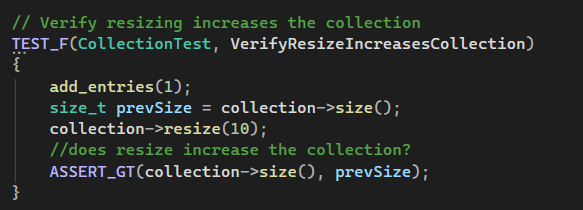 // Verify resizing increases the collection
TEST_F(CollectionTest, VerifyResizeIncreasesCollection)
{
    add_entries(1);
    size_t prevSize = collection->size();
    collection->resize(10);
    //does resize increase the collection?
    ASSERT_GT(collection->size(), prevSize);
}